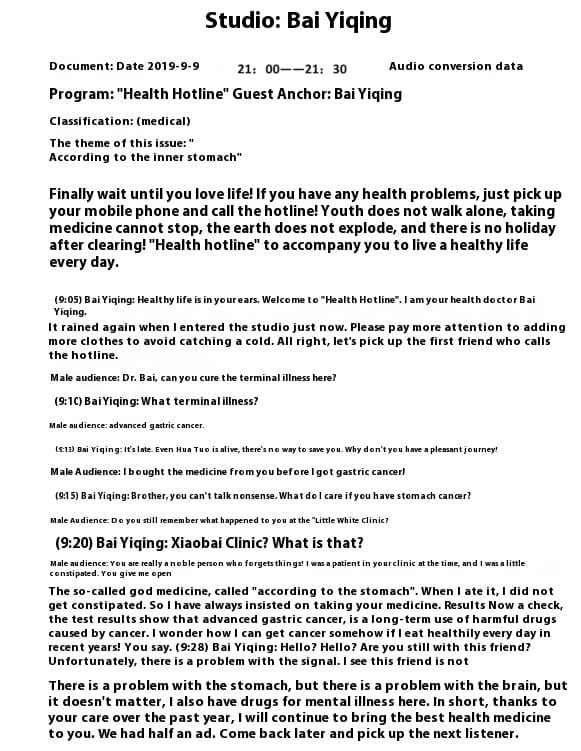 Studio: Bai Yiqing
Document: Date 2019-9-9 21: 00——21: 30 Audio conversion data
Program: "Health Hotline" Guest Anchor: Bai Yiqing
Classification: (medical)
The theme of this issue: "
According to the inner stomach"
Finally wait until you love life! If you have any health problems, just pick up
your mobile phone and call the hotline! Youth does not walk alone, taking
medicine cannot stop, the earth does not explode, and there is no holiday
after clearing! "Health hotline" to accompany you to live a healthy life
every day.
(9:05) Bai Yiqing: Healthy life is in your ears. Welcome to "Health Hotline". I am your health doctor Bai
Yiqing.
It rained again when I entered the studio just now. Please pay more attention to adding
more clothes to avoid catching a cold. All right, let's pick up the first friend who calls
the hotline.
Male audience: Dr. Bai, can you cure the terminal illness here?
(9:10) Bai Yiqing: What terminal illness?
Male audience: advanced gastric cancer.
(9:13) Bai Yiqing: It's late. Even Hua Tuo is alive, there's no way to save you. Why don't you have a pleasant journey!
Male Audience: I bought the medicine from you before I got gastric cancer!
(9:15) Bai Yiqing: Brother, you can't talk nonsense. What do I care if you have stomach cancer?
Male Audience: Do you still remember what happened to you at the "Little White Clinic?
(9:20) Bai Yiqing: Xiaobai Clinic? What is that?
Male audience: You are really a noble person who forgets things! I was a patient in your clinic at the time, and I was a little
constipated. You give me open
The so-called god medicine, called "according to the stomach". When I ate it, I did not
get constipated. So I have always insisted on taking your medicine. Results Now a check,
the test results show that advanced gastric cancer, is a long-term use of harmful drugs
caused by cancer. I wonder how I can get cancer somehow if I eat healthily every day in
recent years! You say. (9:28) Bai Yiqing: Hello? Hello? Are you still with this friend?
Unfortunately, there is a problem with the signal. I see this friend is not
There is a problem with the stomach, but there is a problem with the brain, but
it doesn't matter, I also have drugs for mental illness here. In short, thanks to
your care over the past year, I will continue to bring the best health medicine
to you. We had half an ad. Come back later and pick up the next listener.